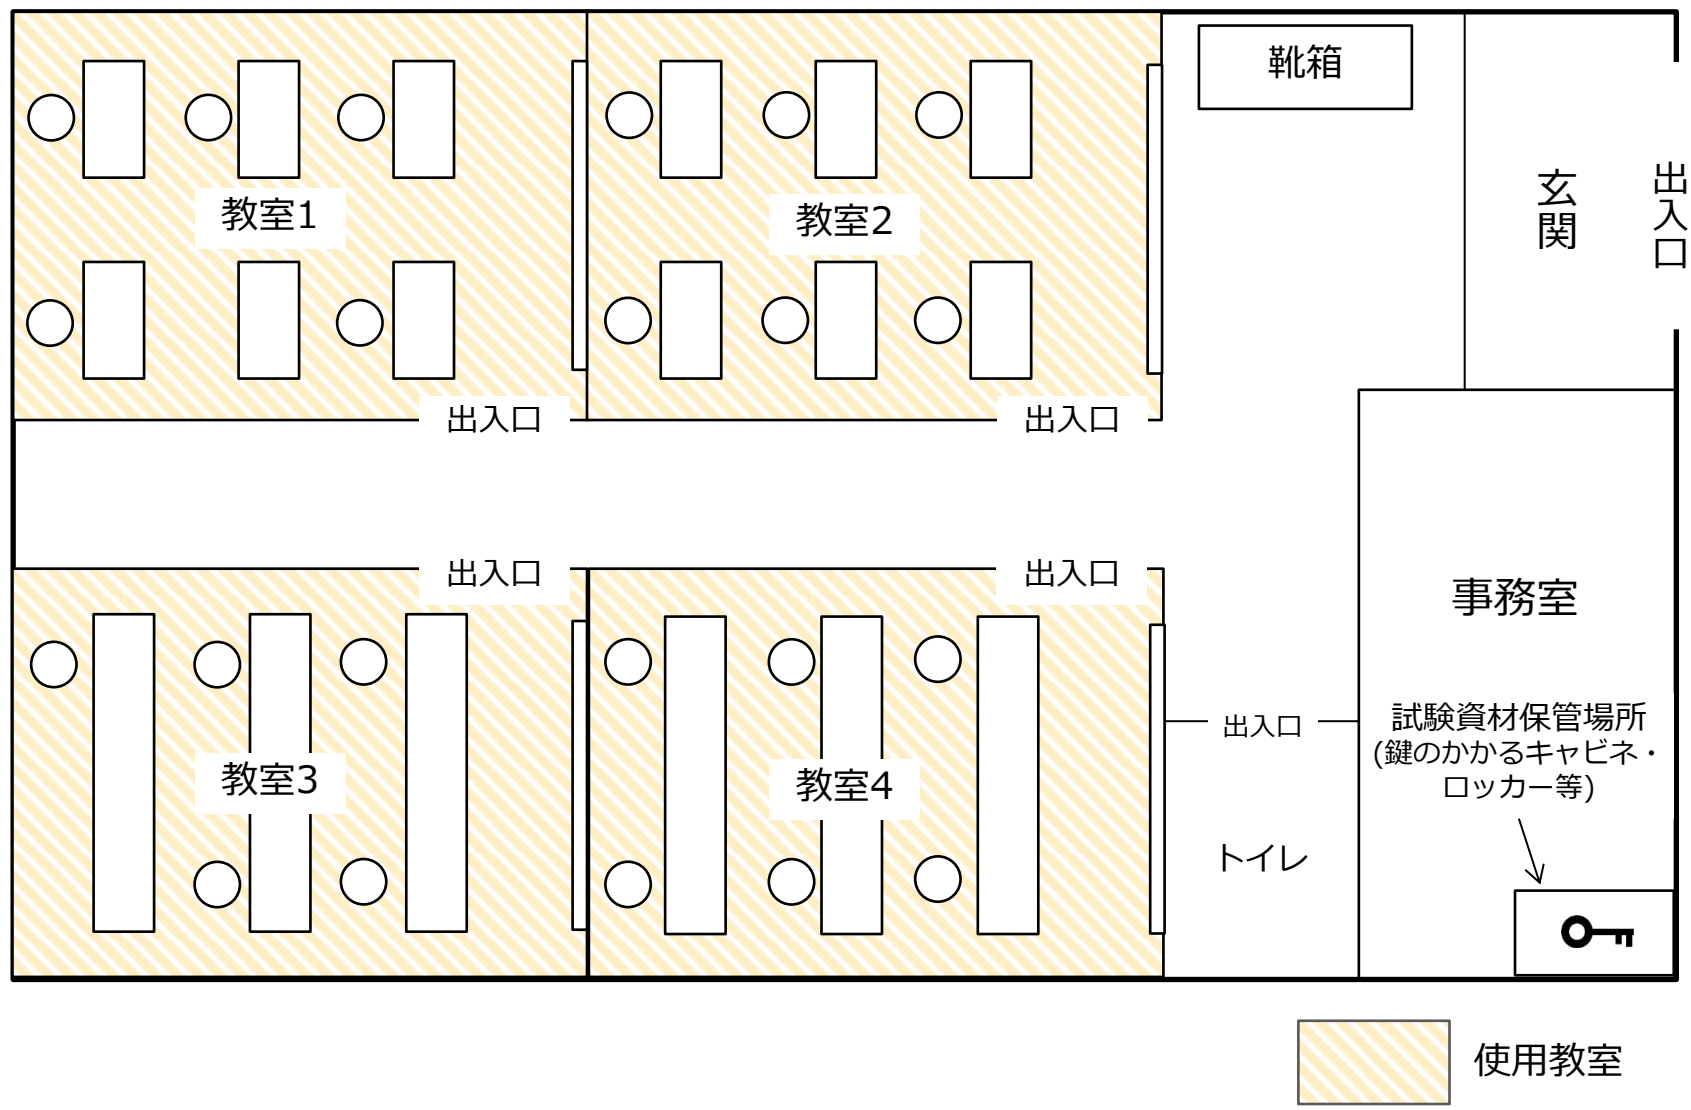 靴箱
玄関
出入口
教室1
教室2
出入口
出入口
出入口
出入口
事務室
試験資材保管場所
(鍵のかかるキャビネ・
ロッカー等)
出入口
教室3
教室4
トイレ
使用教室